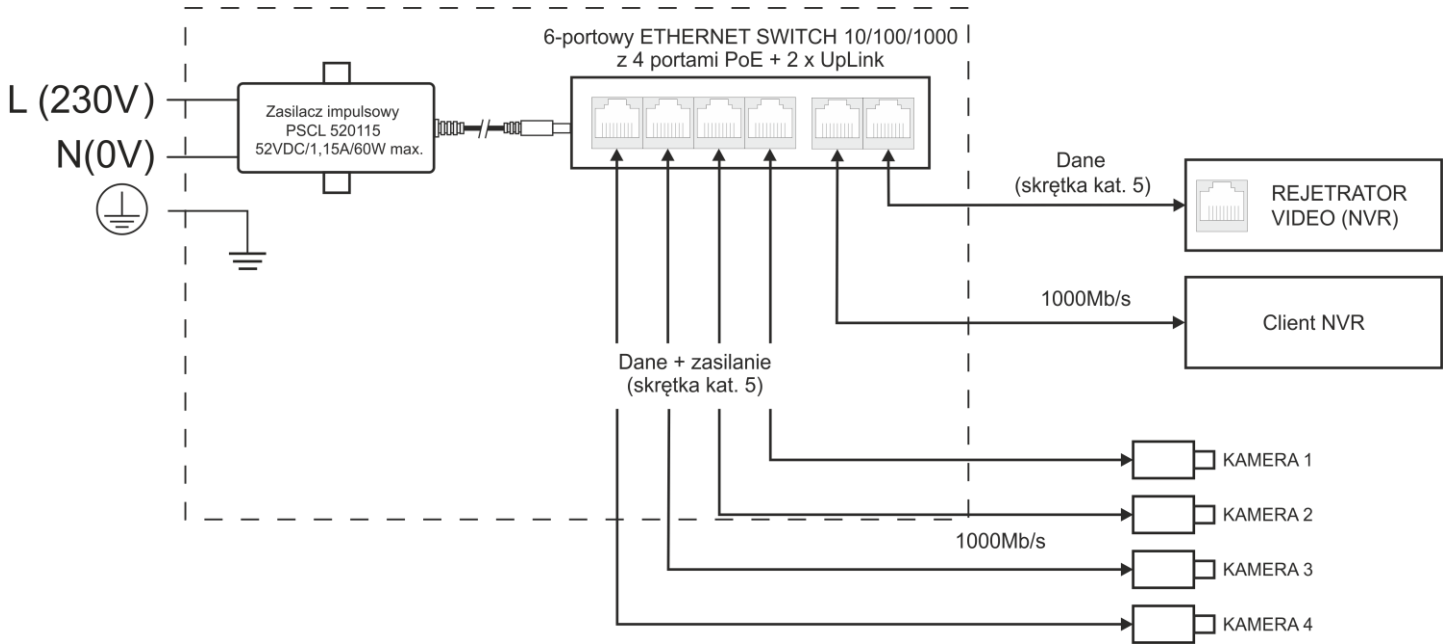 6-portowy ETHERNET SWITCH 10/100/1000
z 4 portami PoE + 2 x UpLink
L (230V)
N(0V)
Zasilacz impulsowy
PSCL 520115
52VDC/1,15A/60W max.
Dane
(skrętka kat. 5)
REJETRATOR
VIDEO (NVR)
1000Mb/s
Client NVR
Dane + zasilanie
(skrętka kat. 5)
KAMERA 1
KAMERA 2
1000Mb/s
KAMERA 3
KAMERA 4